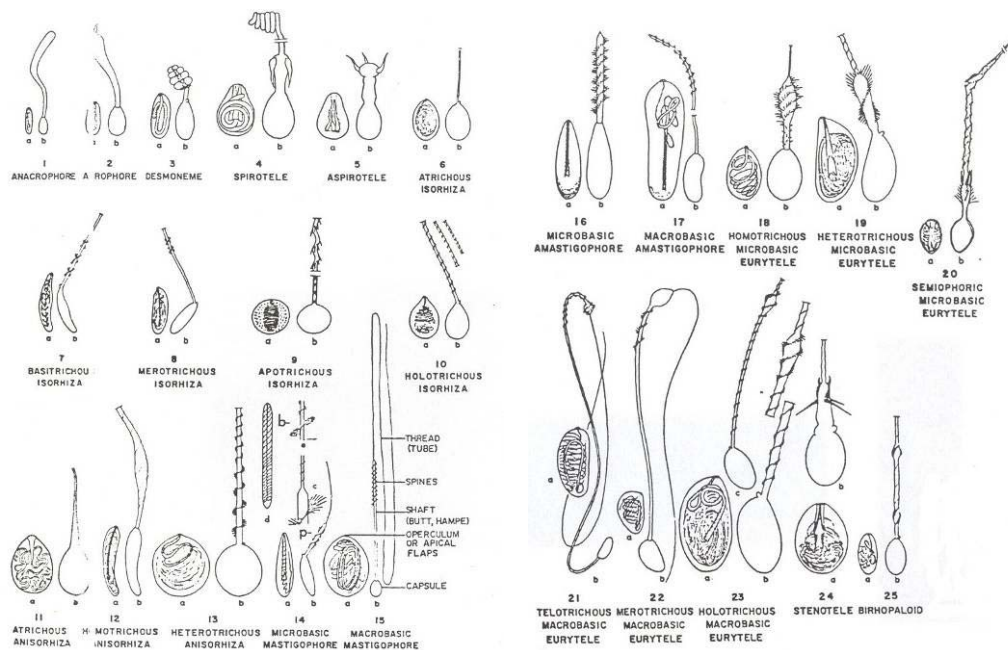 a b a b a b a b a b
1 2 3 4 5 6
ANACROPHORE A ROPHORE DESMONEME SPIROTELE ASPIROTELE ATRICHOUS
ISORHIZA
a b a b a b a b
7 8 9 10
BASITRICHOU MEROTRICHOUS APOTRICHOUS HOLOTRICHOUS
ISORHIZA ISORHIZA ISORHIZA ISORHIZA
b
c
d
p
THREAD
(TUBE)
SPINES
SHAFT
(BUTT, HAMPE)
OPERCULUM
OR APICAL
FLAPS
CAPSULE
a b a b a b a b a b
11 12 13 14 15
ATRICHOUS H MOTRICHOUS HETEROTRICHOUS MICROBASIC MACROBASIC
ANISORHIZA NISORHIZA ANISORHIZA MASTIGOPHORE MASTIGOPHORE
a b a b a b a b a b
16 17 18 19 20
MICROBASIC MACROBASIC HOMOTRICHOUS HETEROTRICHOUS SEMIOPHORIC
AMASTIGOPHORE AMASTIGOPHORE MICROBASIC MICROBASIC MICROBASIC
EURYTELE EURYTELE EURYTELE
a b a b a b c a b a b
21 22 23 24 25
TELOTRICHOUS MEROTRICHOUS HOLOTRICHOUS STENOTELE BIRHOPALOID
MACROBASIC MACROBASIC MACROBASIC
EURYTELE EURYTELE EURYTELE